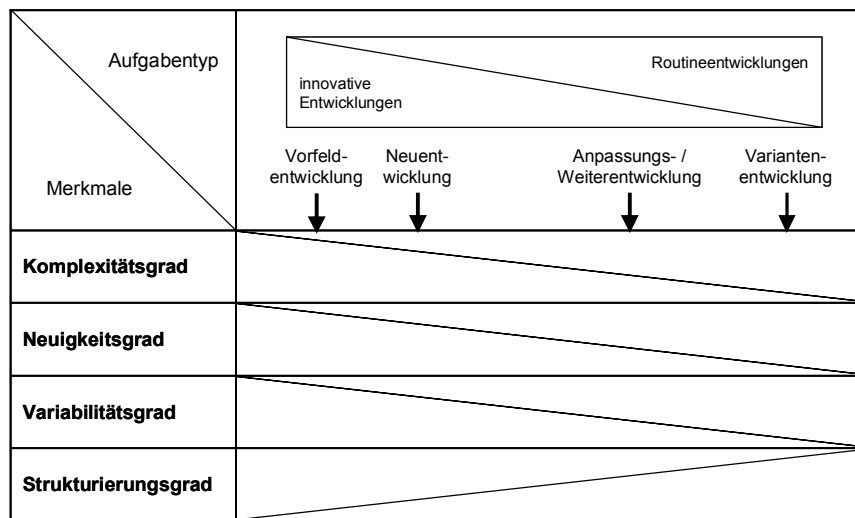 Aufgabentyp
Merkmale
innovative
Entwicklungen
Routineentwicklungen
Vorfeld-
entwicklung
Neuent-
wicklung
Anpassungs- /
Weiterentwicklung
Varianten-
entwicklung
Komplexitätsgrad
Neuigkeitsgrad
Variabilitätsgrad
Strukturierungsgrad